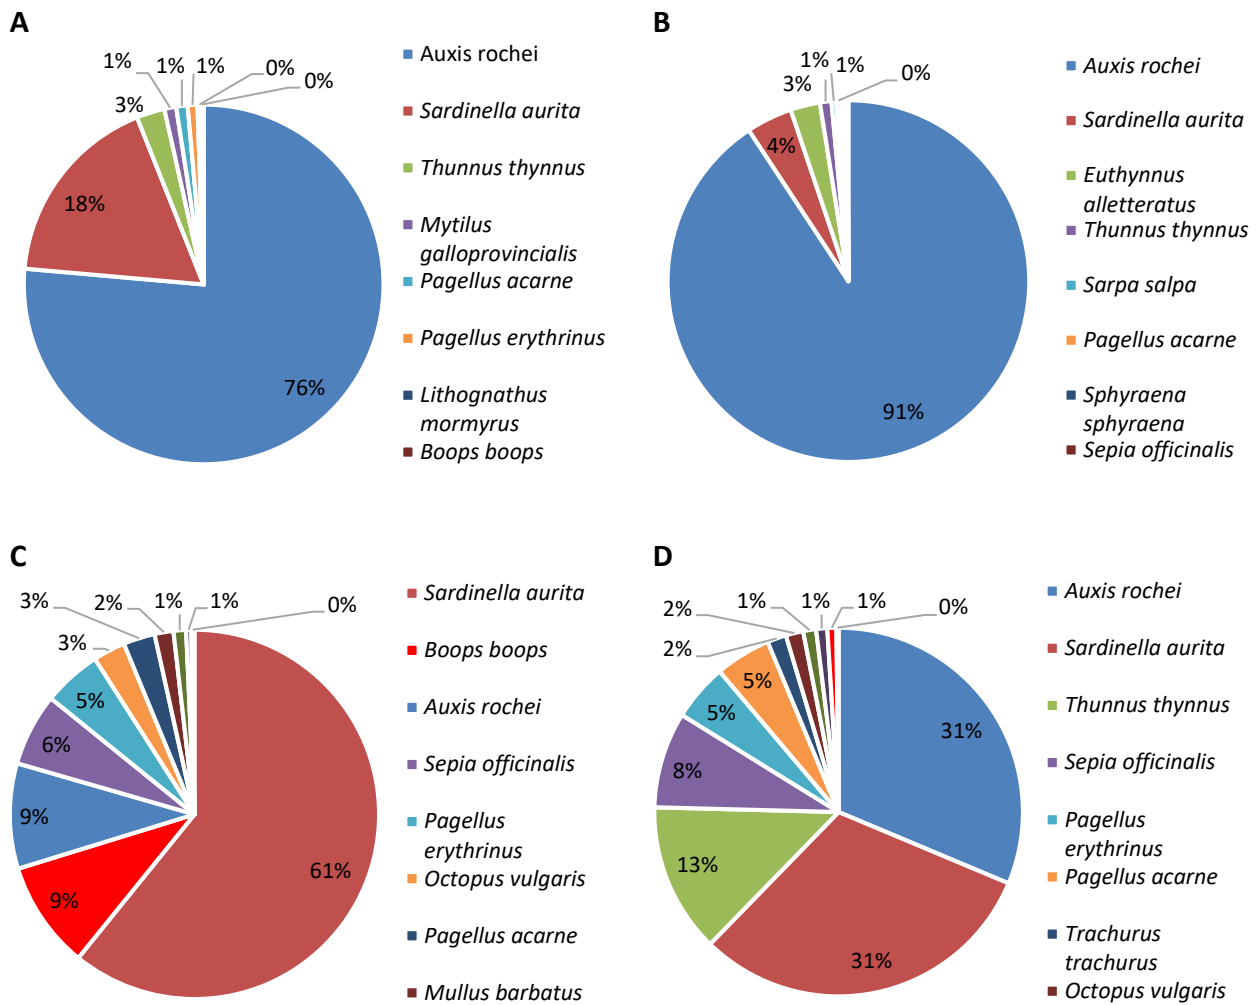 A
1%
1%
1%
0%
0%
3%
18%
76%
Auxis rochei
Sardinella aurita
Thunnus thynnus
Mytilus
galloprovincialis
Pagellus acarne
Pagellus erythrinus
Lithognathus
mormyrus
Boops boops
B
1%
1%
0%
3%
4%
91%
Auxis rochei
Sardinella aurita
Euthynnus
alletteratus
Thunnus thynnus
Sarpa salpa
Pagellus acarne
Sphyraena
sphyraena
Sepia officinalis
C
3%
2%
1%
1%
0%
3%
5%
6%
9%
9%
61%
Sardinella aurita
Boops boops
Auxis rochei
Sepia officinalis
Pagellus
erythrinus
Octopus vulgaris
Pagellus acarne
Mullus barbatus
D
2%
1%
1%
1%
0%
2%
5%
5%
8%
13%
31%
31%
Auxis rochei
Sardinella aurita
Thunnus thynnus
Sepia officinalis
Pagellus
erythrinus
Pagellus acarne
Trachurus
trachurus
Octopus vulgaris